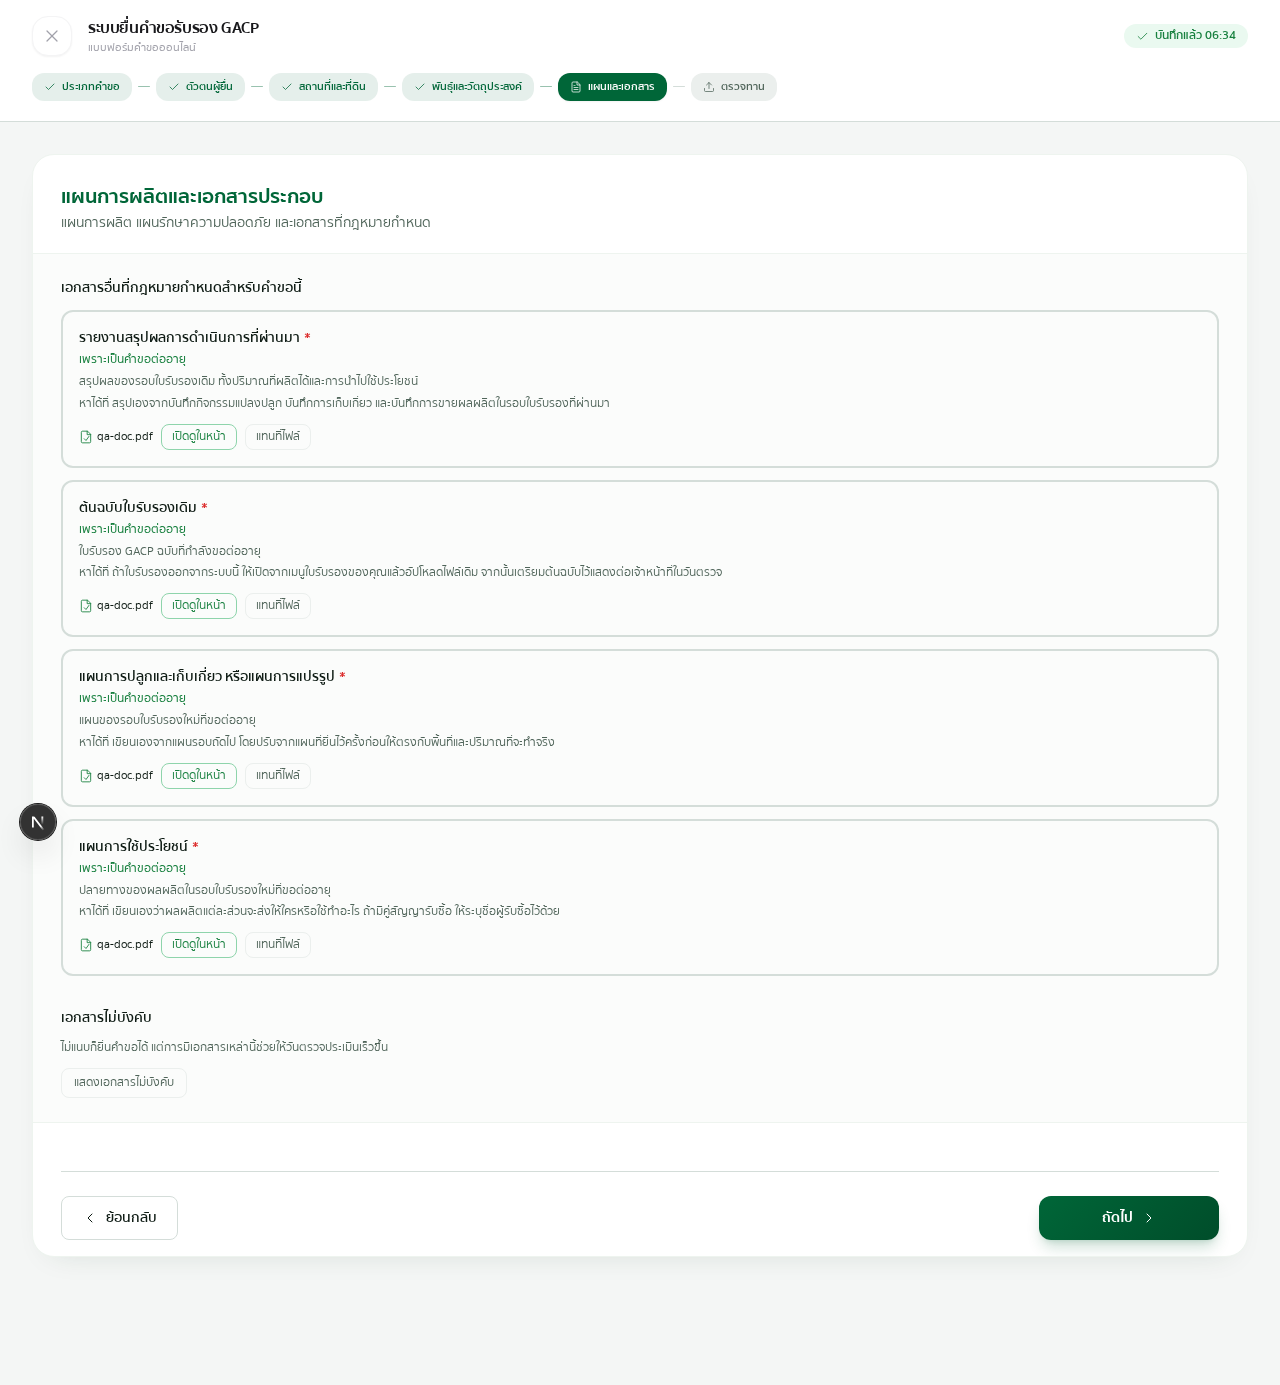 ระบบยื่นคำขอรับรอง GACP
แบบฟอร์มคำขอออนไลน์
บันทึกแล้ว 06:34
ประเภทคำขอ
ตัวตนผู้ยื่น
สถานที่และที่ดิน
พันธุ์และวัตถุประสงค์
แผนและเอกสาร
ตรวจทาน
แผนการผลิตและเอกสารประกอบ
แผนการผลิต แผนรักษาความปลอดภัย และเอกสารที่กฎหมายกำหนด
เอกสารอื่นที่กฎหมายกำหนดสำหรับคำขอนี้
รายงานสรุปผลการดำเนินการที่ผ่านมา *
เพราะเป็นคำขอต่ออายุ
สรุปผลของรอบใบรับรองเดิม ทั้งปริมาณที่ผลิตได้และการนำไปใช้ประโยชน์
หาได้ที่ สรุปเองจากบันทึกกิจกรรมแปลงปลูก บันทึกการเก็บเกี่ยว และบันทึกการขายผลผลิตในรอบใบรับรองที่ผ่านมา
qa-doc.pdf เปิดดูในหน้า แทนที่ไฟล์
ต้นฉบับใบรับรองเดิม *
เพราะเป็นคำขอต่ออายุ
ใบรับรอง GACP ฉบับที่กำลังขอต่ออายุ
หาได้ที่ ถ้าใบรับรองออกจากระบบนี้ ให้เปิดจากเมนูใบรับรองของคุณแล้วอัปโหลดไฟล์เดิม จากนั้นเตรียมต้นฉบับไว้แสดงต่อเจ้าหน้าที่ในวันตรวจ
qa-doc.pdf เปิดดูในหน้า แทนที่ไฟล์
แผนการปลูกและเก็บเกี่ยว หรือแผนการแปรรูป *
เพราะเป็นคำขอต่ออายุ
แผนของรอบใบรับรองใหม่ที่ขอต่ออายุ
หาได้ที่ เขียนเองจากแผนรอบถัดไป โดยปรับจากแผนที่ยื่นไว้ครั้งก่อนให้ตรงกับพื้นที่และปริมาณที่จะทำจริง
qa-doc.pdf เปิดดูในหน้า แทนที่ไฟล์
แผนการใช้ประโยชน์ *
เพราะเป็นคำขอต่ออายุ
ปลายทางของผลผลิตในรอบใบรับรองใหม่ที่ขอต่ออายุ
หาได้ที่ เขียนเองว่าผลผลิตแต่ละส่วนจะส่งให้ใครหรือใช้ทำอะไร ถ้ามีคู่สัญญารับซื้อ ให้ระบุชื่อผู้รับซื้อไว้ด้วย
qa-doc.pdf เปิดดูในหน้า แทนที่ไฟล์
เอกสารไม่บังคับ
ไม่แนบก็ยื่นคำขอได้ แต่การมีเอกสารเหล่านี้ช่วยให้วันตรวจประเมินเร็วขึ้น
แสดงเอกสารไม่บังคับ
ย้อนกลับ
ถัดไป